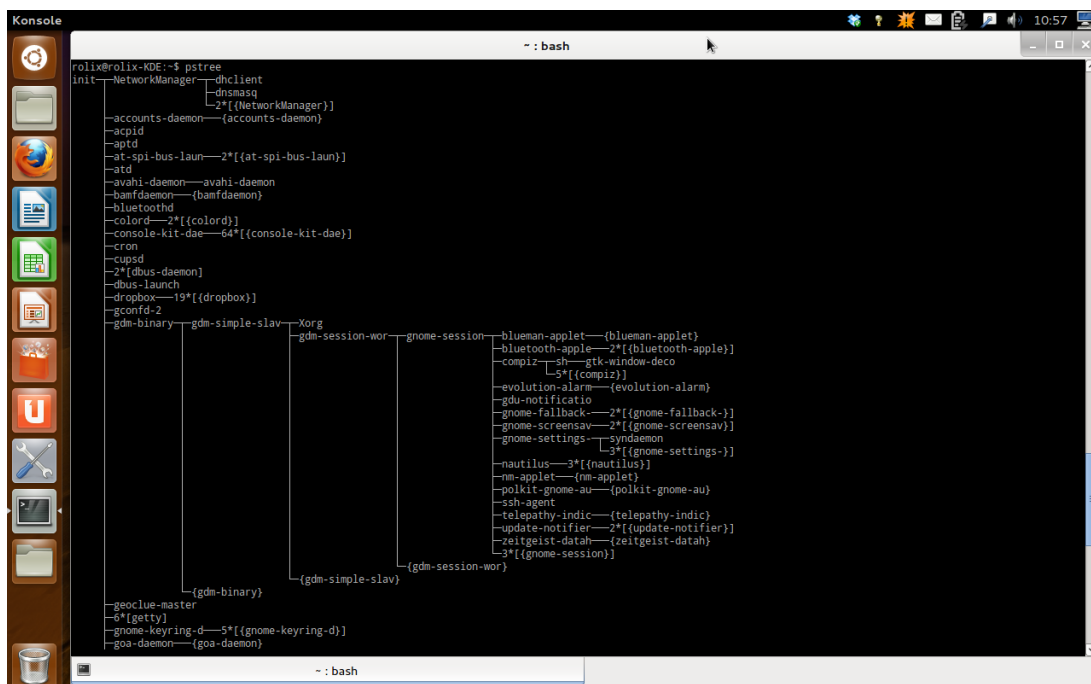 Konsole 10:57
~ : bash
rolix@rolix-KDE:~$ pstree
init─┬─NetworkManager─┬─dhclient
     │                ├─dnsmasq
     │                └─2*[{NetworkManager}]
     ├─accounts-daemon───{accounts-daemon}
     ├─acpid
     ├─aptd
     ├─at-spi-bus-laun───2*[{at-spi-bus-laun}]
     ├─atd
     ├─avahi-daemon───avahi-daemon
     ├─bamfdaemon───{bamfdaemon}
     ├─bluetoothd
     ├─colord───2*[{colord}]
     ├─console-kit-dae───64*[{console-kit-dae}]
     ├─cron
     ├─cupsd
     ├─2*[dbus-daemon]
     ├─dbus-launch
     ├─dropbox───19*[{dropbox}]
     ├─gconfd-2
     ├─gdm-binary─┬─gdm-simple-slav─┬─Xorg
     │            │                 ├─gdm-session-wor─┬─gnome-session─┬─blueman-applet───{blueman-applet}
     │            │                 │                 │               ├─bluetooth-apple───2*[{bluetooth-apple}]
     │            │                 │                 │               ├─compiz─┬─sh───gtk-window-deco
     │            │                 │                 │               │        └─5*[{compiz}]
     │            │                 │                 │               ├─evolution-alarm───{evolution-alarm}
     │            │                 │                 │               ├─gdu-notificatio
     │            │                 │                 │               ├─gnome-fallback-───2*[{gnome-fallback-}]
     │            │                 │                 │               ├─gnome-screensav───2*[{gnome-screensav}]
     │            │                 │                 │               ├─gnome-settings-─┬─syndaemon
     │            │                 │                 │               │                 └─3*[{gnome-settings-}]
     │            │                 │                 │               ├─nautilus───3*[{nautilus}]
     │            │                 │                 │               ├─nm-applet───{nm-applet}
     │            │                 │                 │               ├─polkit-gnome-au───{polkit-gnome-au}
     │            │                 │                 │               ├─ssh-agent
     │            │                 │                 │               ├─telepathy-indic───{telepathy-indic}
     │            │                 │                 │               ├─update-notifier───2*[{update-notifier}]
     │            │                 │                 │               ├─zeitgeist-datah───{zeitgeist-datah}
     │            │                 │                 │               └─3*[{gnome-session}]
     │            │                 │                 └─{gdm-session-wor}
     │            │                 └─{gdm-simple-slav}
     │            └─{gdm-binary}
     ├─geoclue-master
     ├─6*[getty]
     ├─gnome-keyring-d───5*[{gnome-keyring-d}]
     ├─goa-daemon───{goa-daemon}
~ : bash